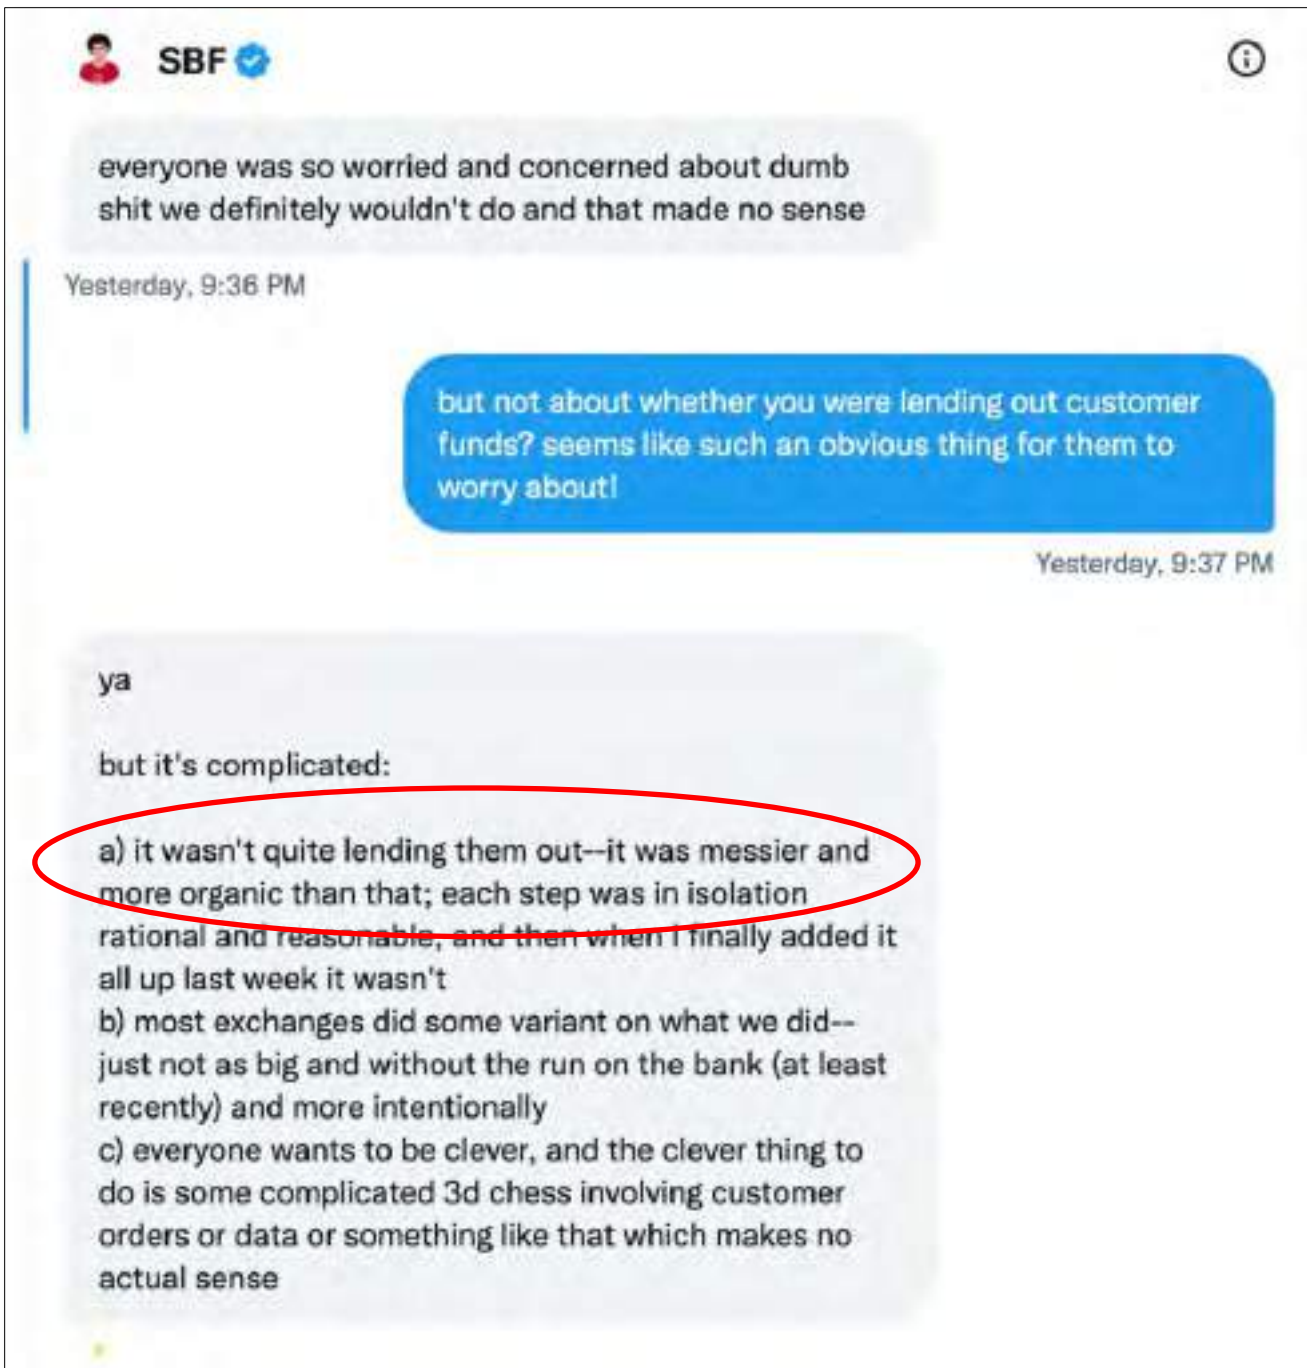 SBF
everyone was so worried and concerned about dumb
shit we definitely wouldn't do and that made no sense
Yesterday, 9:36 PM
but not about whether you were lending out customer
funds? seems like such an obvious thing for them to
worry about!
Yesterday, 9:37 PM
ya
but it's complicated:
a) it wasn't quite lending them out--it was messier and
more organic than that; each step was in isolation
rational and reasonable, and then when I finally added it
all up last week it wasn't
b) most exchanges did some variant on what we did--
just not as big and without the run on the bank (at least
recently) and more intentionally
c) everyone wants to be clever, and the clever thing to
do is some complicated 3d chess involving customer
orders or data or something like that which makes no
actual sense